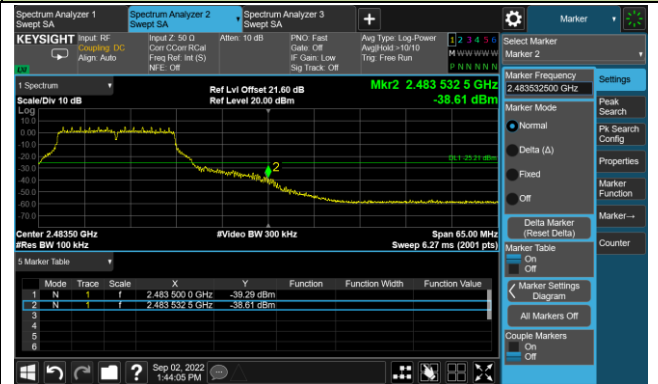 Spectrum Analyzer 1
Swept SA
Spectrum Analyzer 2
Swept SA
Spectrum Analyzer 3
Swept SA
+
Marker
KEYSIGHT
Input: RF
Coupling: DC
Align: Auto
Input Z: 50 Ω
Corr CCorr RCal
Freq Ref: Int (S)
NFE: Off
Atten: 10 dB
PNO: Fast
Gate: Off
IF Gain: Low
Sig Track: Off
Avg Type: Log-Power
Avg|Hold:>10/10
Trig: Free Run
1 2 3 4 5 6
M W W W W W
P N N N N N
LXI
Select Marker
Marker 2
1 Spectrum
Scale/Div 10 dB
Log
Ref Lvl Offset 21.60 dB
Ref Level 20.00 dBm
Mkr2 2.483 532 5 GHz
-38.61 dBm
10.0
0.00
-10.0
-20.0
-30.0
-40.0
-50.0
-60.0
-70.0
DL1 -25.21 dBm
2
Center 2.48350 GHz
#Res BW 100 kHz
#Video BW 300 kHz
Span 65.00 MHz
Sweep 6.27 ms (2001 pts)
5 Marker Table
Mode Trace Scale X Y Function Function Width Function Value
1 N 1 f 2.483 500 0 GHz -39.29 dBm
2 N 1 f 2.483 532 5 GHz -38.61 dBm
3
4
5
6
Marker Frequency
2.483532500 GHz
Marker Mode
Normal
Delta (Δ)
Fixed
Off
Delta Marker
(Reset Delta)
Marker Table
On
Off
Marker Settings
Diagram
All Markers Off
Couple Markers
On
Off
Settings
Peak
Search
Pk Search
Config
Properties
Marker
Function
Marker→
Counter
?
Sep 02, 2022
1:44:05 PM